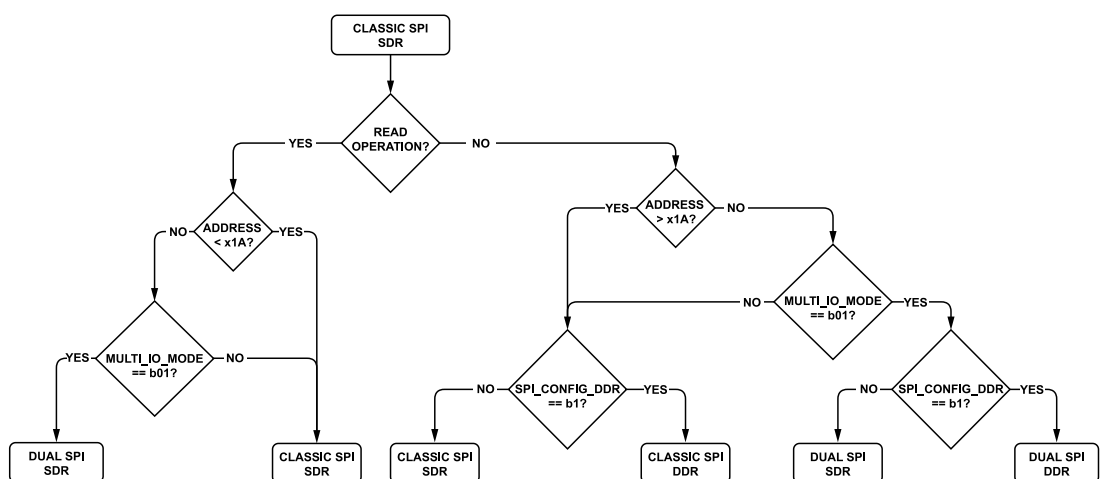 CLASSIC SPI
SDR
READ
OPERATION?
YES
NO
ADDRESS
< x1A?
NO
YES
ADDRESS
> x1A?
YES
NO
MULTI_IO_MODE
== b01?
NO
YES
MULTI_IO_MODE
== b01?
YES
NO
SPI_CONFIG_DDR
== b1?
NO
YES
SPI_CONFIG_DDR
== b1?
NO
YES
DUAL SPI
SDR
CLASSIC SPI
SDR
CLASSIC SPI
SDR
CLASSIC SPI
DDR
DUAL SPI
SDR
DUAL SPI
DDR